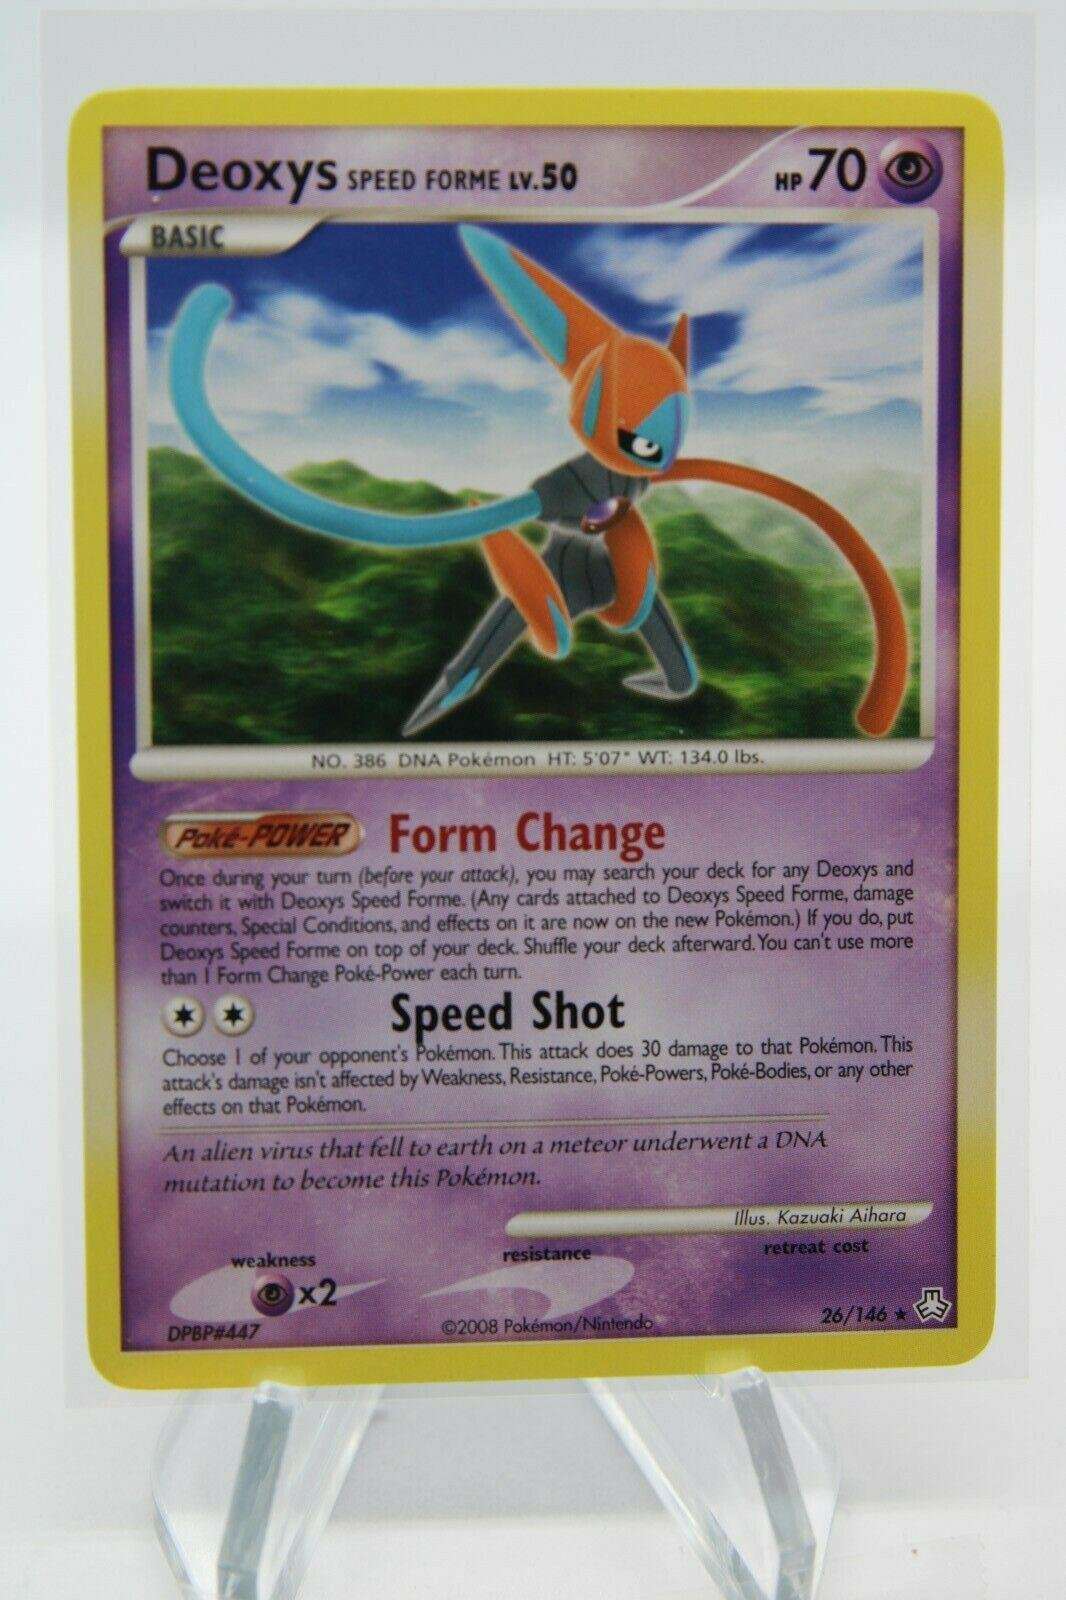 Deoxys SPEED FORME LV.50 HP 70
BASIC
NO. 386 DNA Pokémon HT: 5'07" WT: 134.0 lbs.
Poké-POWER Form Change
Once during your turn (before your attack), you may search your deck for any Deoxys and
switch it with Deoxys Speed Forme. (Any cards attached to Deoxys Speed Forme, damage
counters, Special Conditions, and effects on it are now on the new Pokémon.) If you do, put
Deoxys Speed Forme on top of your deck. Shuffle your deck afterward. You can't use more
than 1 Form Change Poké-Power each turn.
Speed Shot
Choose 1 of your opponent's Pokémon. This attack does 30 damage to that Pokémon. This
attack's damage isn't affected by Weakness, Resistance, Poké-Powers, Poké-Bodies, or any other
effects on that Pokémon.
An alien virus that fell to earth on a meteor underwent a DNA
mutation to become this Pokémon.
Illus. Kazuaki Aihara
weakness resistance retreat cost
x2
DPBP#447 ©2008 Pokémon/Nintendo 26/146 ★